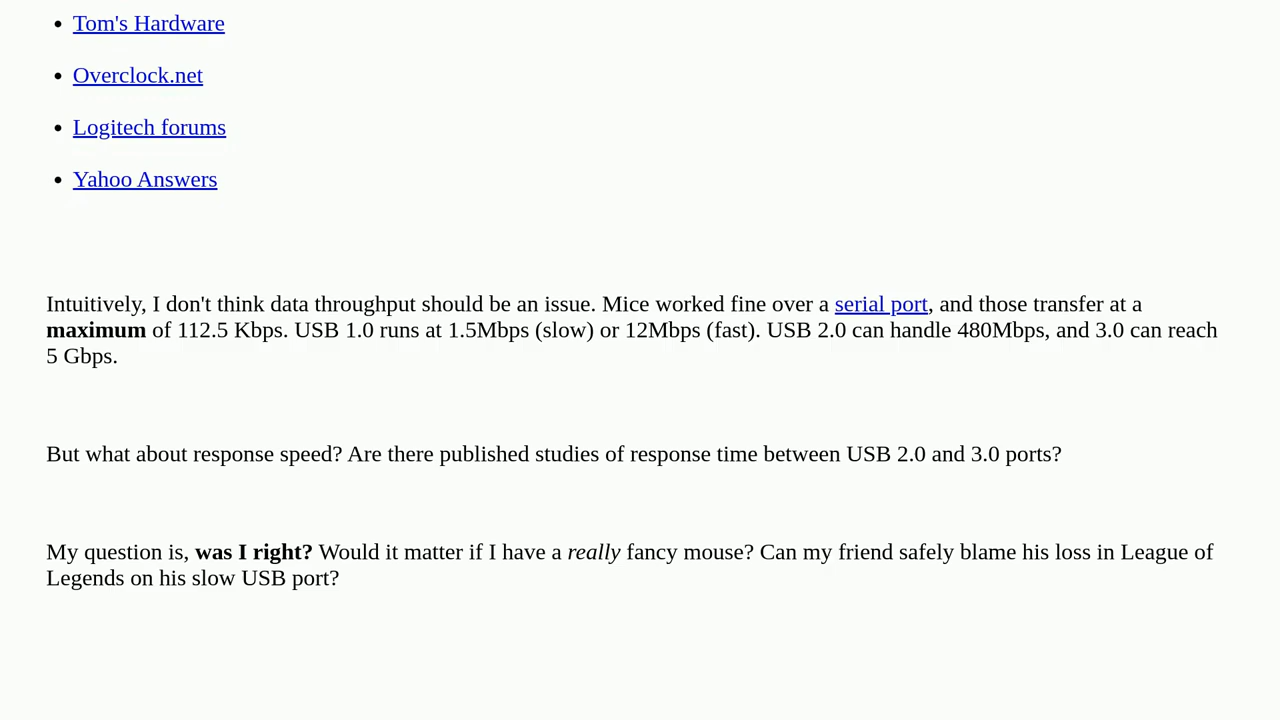 Tom's Hardware
Overclock.net
Logitech forums
Yahoo Answers
Intuitively, I don't think data throughput should be an issue. Mice worked fine over a serial port, and those transfer at a
maximum of 112.5 Kbps. USB 1.0 runs at 1.5Mbps (slow) or 12Mbps (fast). USB 2.0 can handle 480Mbps, and 3.0 can reach
5 Gbps.
But what about response speed? Are there published studies of response time between USB 2.0 and 3.0 ports?
My question is, was I right? Would it matter if I have a really fancy mouse? Can my friend safely blame his loss in League of
Legends on his slow USB port?